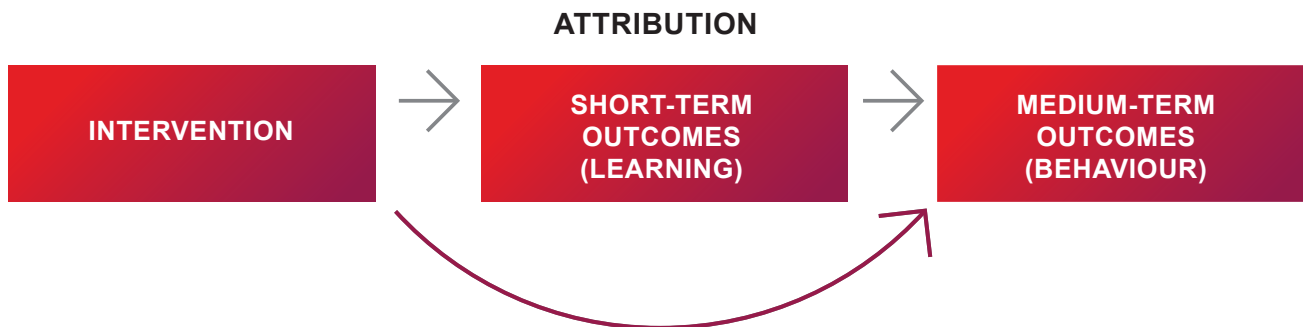 ATTRIBUTION
INTERVENTION
SHORT-TERM
OUTCOMES
(LEARNING)
MEDIUM-TERM
OUTCOMES
(BEHAVIOUR)